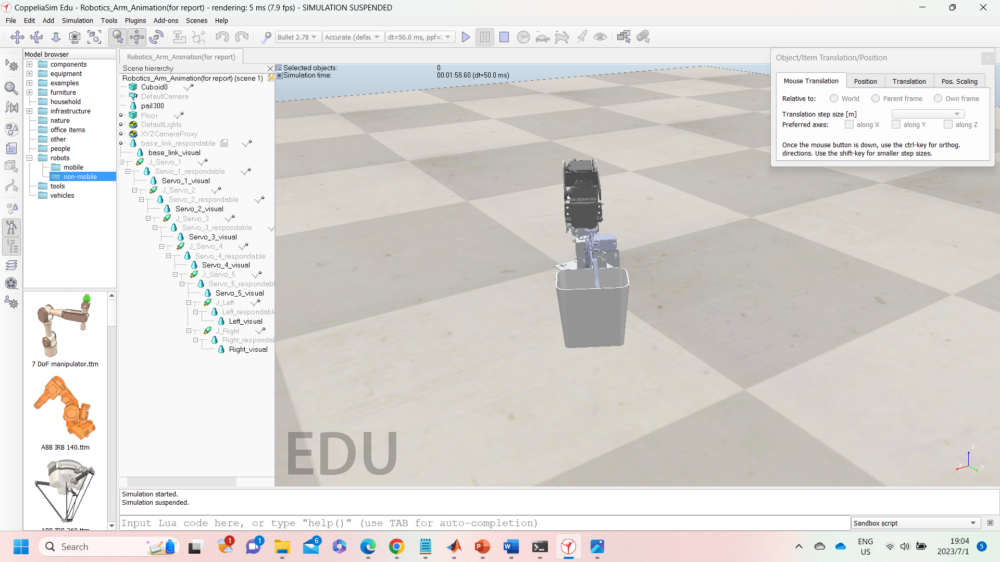 CoppeliaSim Edu - Robotics_Arm_Animation(for report) - rendering: 5 ms (7.9 fps) - SIMULATION SUSPENDED
File Edit Add Simulation Tools Plugins Add-ons Scenes Help
Bullet 2.78
Accurate (defau
dt=50.0 ms, ppf=
Model browser
components
equipment
examples
furniture
household
infrastructure
nature
office items
other
people
robots
mobile
non-mobile
tools
vehicles
7 DoF manipulator.ttm
ABB IRB 140.ttm
ABB IRB 360.ttm
Robotics_Arm_Animation(for report)
Scene hierarchy
Robotics_Arm_Animation(for report) (scene 1)
Cuboid0
DefaultCamera
pail300
Floor
DefaultLights
XYZCameraProxy
base_link_respondable
base_link_visual
J_Servo_1
Servo_1_respondable
Servo_1_visual
J_Servo_2
Servo_2_respondable
Servo_2_visual
J_Servo_3
Servo_3_respondable
Servo_3_visual
J_Servo_4
Servo_4_respondable
Servo_4_visual
J_Servo_5
Servo_5_respondabl
Servo_5_visual
J_Left
Left_respondable
Left_visual
J_Right
Right_respondab
Right_visual
Selected objects: 0
Simulation time: 00:01:58.60 (dt=50.0 ms)
EDU
x y z
Object/Item Translation/Position
Mouse Translation Position Translation Pos. Scaling
Relative to: World Parent frame Own frame
Translation step size [m]
Preferred axes: along X along Y along Z
Once the mouse button is down, use the ctrl-key for orthog.
directions. Use the shift-key for smaller step sizes.
Simulation started.
Simulation suspended.
Input Lua code here, or type "help()" (use TAB for auto-completion)
Sandbox script
Search
1
1
6
ENG
US
19:04
2023/7/1
5